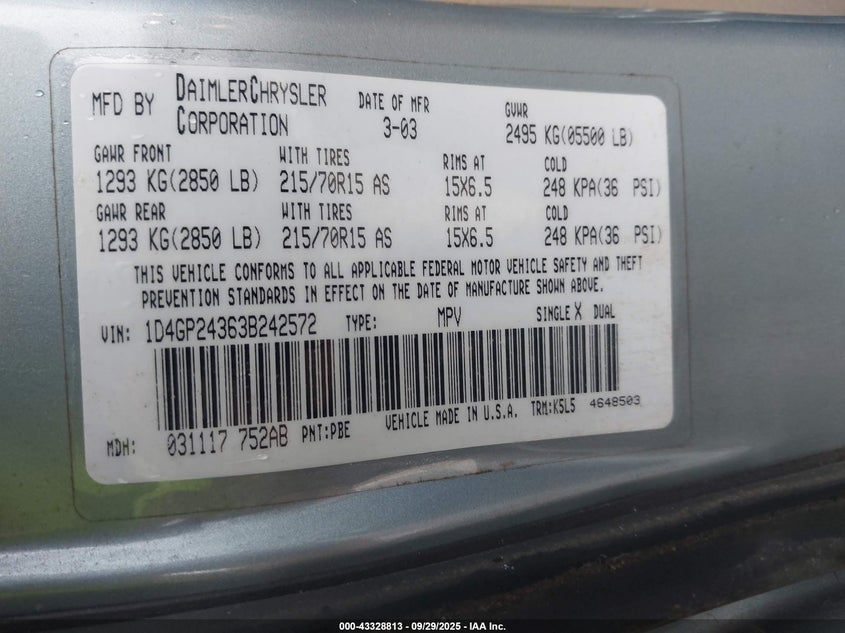 MFD BY DAIMLERCHRYSLER CORPORATION DATE OF MFR 3-03 GVWR 2495 KG(05500 LB)
GAWR FRONT WITH TIRES RIMS AT COLD
1293 KG(2850 LB) 215/70R15 AS 15X6.5 248 KPA(36 PSI)
GAWR REAR WITH TIRES RIMS AT COLD
1293 KG(2850 LB) 215/70R15 AS 15X6.5 248 KPA(36 PSI)
THIS VEHICLE CONFORMS TO ALL APPLICABLE FEDERAL MOTOR VEHICLE SAFETY AND THEFT
PREVENTION STANDARDS IN EFFECT ON THE DATE OF MANUFACTURE SHOWN ABOVE.
VIN: 1D4GP24363B242572 TYPE: MPV SINGLE X DUAL
MDH: 031117 752AB PNT:PBE VEHICLE MADE IN U.S.A. TRM:K5L5 4648503
000-43328813 - 09/29/2025 - IAA Inc.